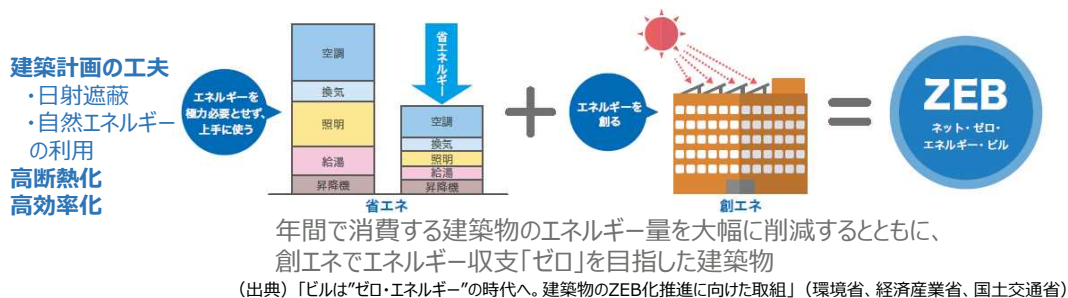 建築計画の工夫
・日射遮蔽
・自然エネルギー
の利用
高断熱化
高効率化
エネルギーを
極力必要とせず、
上手に使う
空調
換気
照明
給湯
昇降機
省エネルギー
空調
換気
照明
給湯
昇降機
省エネ
+
エネルギーを
創る
創エネ
=
ZEB
ネット・ゼロ・
エネルギー・ビル
年間で消費する建築物のエネルギー量を大幅に削減するとともに、
創エネでエネルギー収支「ゼロ」を目指した建築物
(出典)「ビルは”ゼロ・エネルギー”の時代へ。建築物のZEB化推進に向けた取組」(環境省、経済産業省、国土交通省)